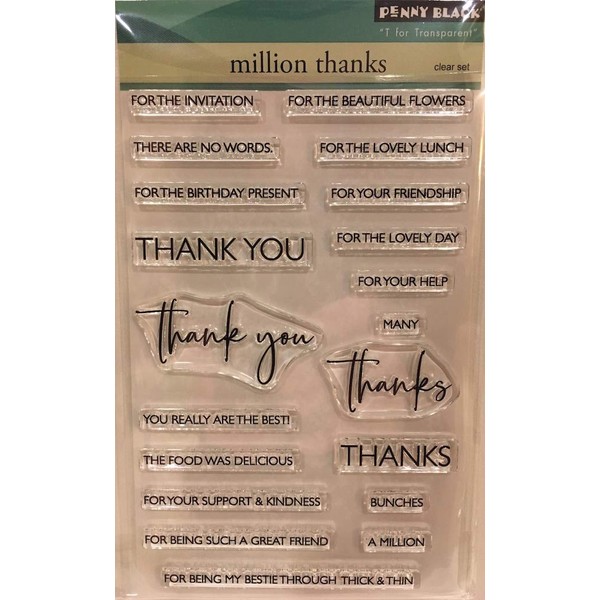 PENNY BLACK
"T for Transparent"
million thanks
clear set
FOR THE INVITATION
FOR THE BEAUTIFUL FLOWERS
THERE ARE NO WORDS.
FOR THE LOVELY LUNCH
FOR THE BIRTHDAY PRESENT
FOR YOUR FRIENDSHIP
THANK YOU
FOR THE LOVELY DAY
FOR YOUR HELP
thank you
MANY
thanks
YOU REALLY ARE THE BEST!
THANKS
THE FOOD WAS DELICIOUS
FOR YOUR SUPPORT & KINDNESS
BUNCHES
FOR BEING SUCH A GREAT FRIEND
A MILLION
FOR BEING MY BESTIE THROUGH THICK & THIN